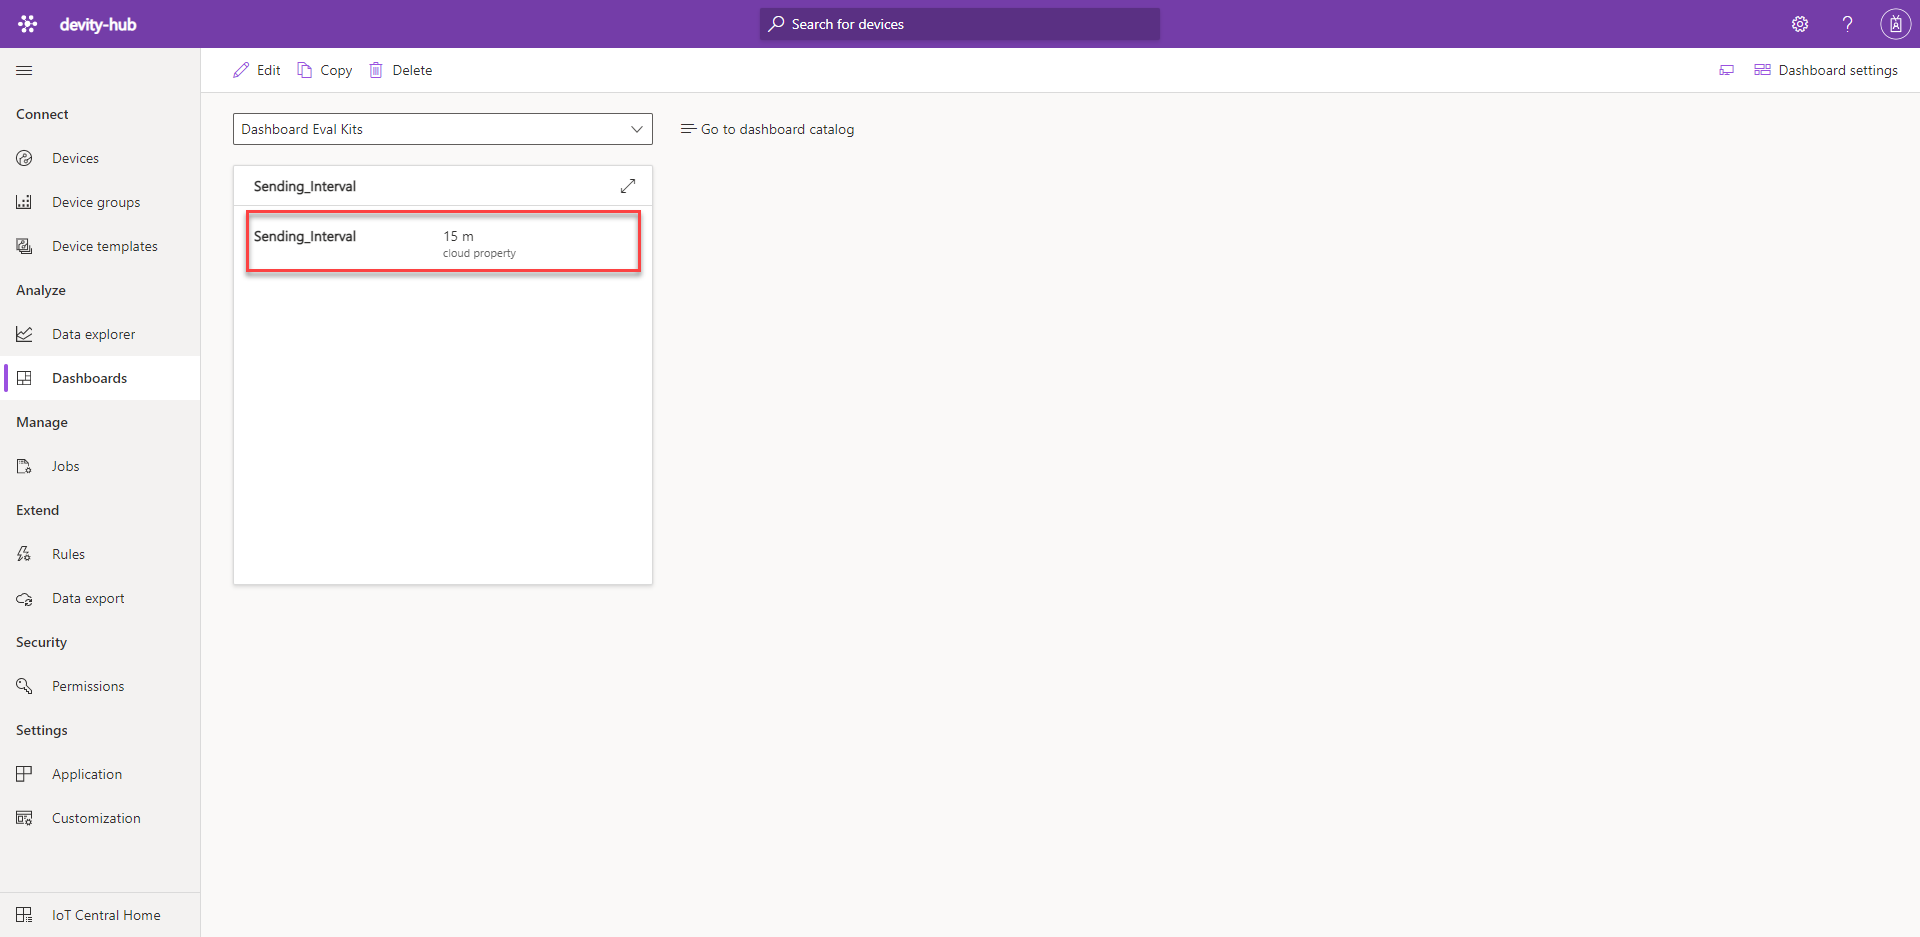 devity-hub
Search for devices
Edit
Copy
Delete
Dashboard settings
Connect
Devices
Device groups
Device templates
Analyze
Data explorer
Dashboards
Manage
Jobs
Extend
Rules
Data export
Security
Permissions
Settings
Application
Customization
IoT Central Home
Dashboard Eval Kits
Go to dashboard catalog
Sending_Interval
Sending_Interval
15 m
cloud property